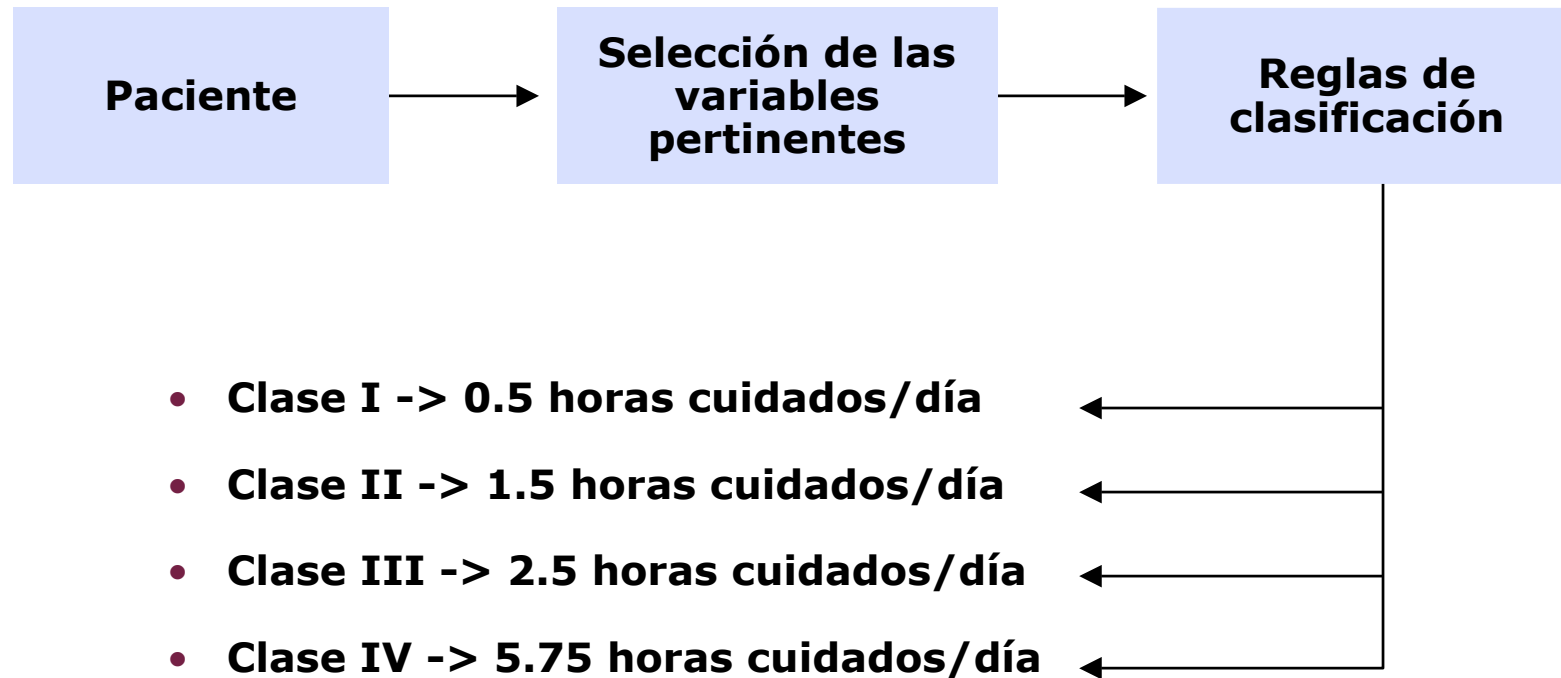 Paciente
Selección de las
variables
pertinentes
Reglas de
clasificación
• Clase I -> 0.5 horas cuidados/día
• Clase II -> 1.5 horas cuidados/día
• Clase III -> 2.5 horas cuidados/día
• Clase IV -> 5.75 horas cuidados/día